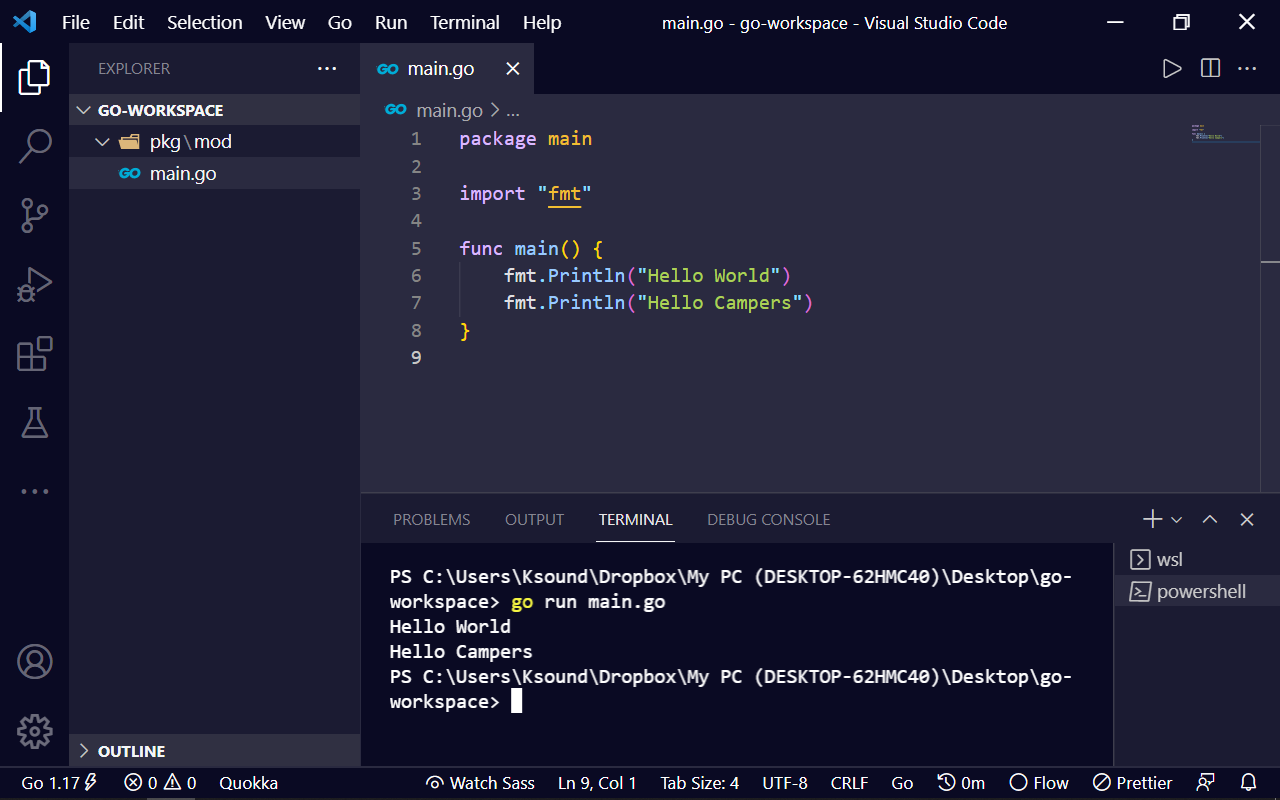 File Edit Selection View Go Run Terminal Help main.go - go-workspace - Visual Studio Code
EXPLORER
GO-WORKSPACE
pkg\mod
main.go
main.go
main.go > ...
1 package main
2
3 import "fmt"
4
5 func main() {
6 fmt.Println("Hello World")
7 fmt.Println("Hello Campers")
8 }
9
PROBLEMS OUTPUT TERMINAL DEBUG CONSOLE
PS C:\Users\Ksound\Dropbox\My PC (DESKTOP-62HMC40)\Desktop\go-
workspace> go run main.go
Hello World
Hello Campers
PS C:\Users\Ksound\Dropbox\My PC (DESKTOP-62HMC40)\Desktop\go-
workspace>
wsl
powershell
OUTLINE
Go 1.17 0 0 Quokka Watch Sass Ln 9, Col 1 Tab Size: 4 UTF-8 CRLF Go 0m Flow Prettier